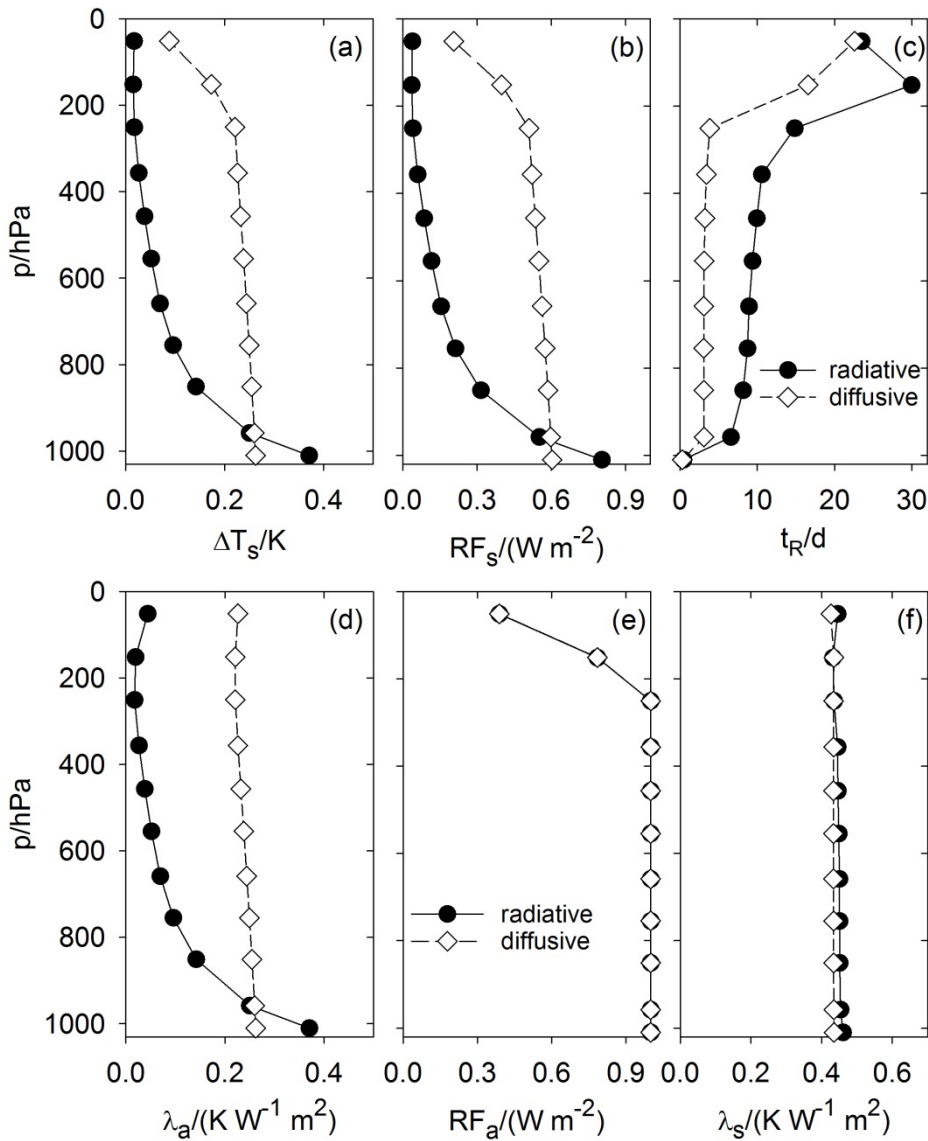 0
200
400
600
800
1000
p/hPa
(a)
(b)
(c)
radiative
diffusive
0.0 0.2 0.4
0.0 0.3 0.6 0.9
0 10 20 30
ΔTₛ/K
RFₛ/(W m⁻²)
t_R/d
0
200
400
600
800
1000
p/hPa
(d)
(e)
(f)
radiative
diffusive
0.0 0.2 0.4
0.0 0.3 0.6 0.9
0.0 0.2 0.4 0.6
λₐ/(K W⁻¹ m²)
RFₐ/(W m⁻²)
λₛ/(K W⁻¹ m²)